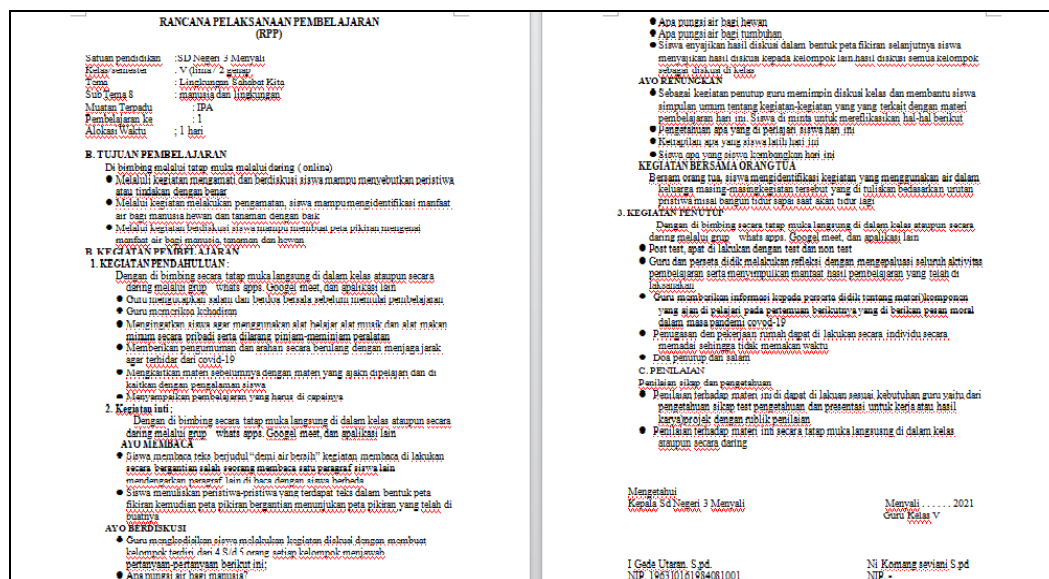 RANCANA PELAKSANAAN PEMBELAJARAN
(RPP)
Satuan pendidikan : SD Negeri 3 Menyali
Kelas/semester : V (lima / 2 genap
Tema : Lingkungan Sahabat Kita
Sub Tema 8 : manusia dan lingkungan
Muatan Terpadu : IPA
Pembelajaran ke : 1
Alokasi Waktu ; 1 hari
B. TUJUAN PEMBELAJARAN
Di bimbing melalui tatap muka melalui daring ( online)
● Melaluli kegiatan mengamati dan berdiskusi siswa mampu menyebutkan peristiwa
atau tindakan dengan benar
● Melalui kegiatan melakukan pengamatan, siswa mampu mengidentifikasi manfaat
air bagi manusia hewan dan tanaman dengan baik
● Melalui kegiatan berdiskusi siswa mampu membuat peta pikiran mengenai
manfaat air bagi manusia, tanaman dan hewan
B. KEGIATAN PEMBELAJARAN
1. KEGIATAN PENDAHULUAN :
Dengan di bimbing secara tatap muka langsung di dalam kelas ataupun secara
daring melalui grup whats apps. Googel meet, dan apalikasi lain
● Guru mengucapkan salam dan berdoa bersala sebelum memulai pembelajaran
● Guru memeriksa kehadiran
● Mengingatkan siswa agar menggunakan alat belajar alat musik dan alat makan
minum secara pribadi serta dilarang pinjam-meminjam peralatan
● Memberikan pengumuman dan arahan secara berulang dengan menjaga jarak
agar terhidar dari covid-19
● Mengkaitkan materi sebelumnya dengan materi yang ajakn dipelajari dan di
kaitkan dengan pengalaman siswa
● Menyampaikan pembelajaran yang harus di capainya
2. Kegiatan inti ;
Dengan di bimbing secara tatap muka langsung di dalam kelas ataupun secara
daring melalui grup whats apps. Googel meet, dan apalikasi lain
AYO MEMBACA
● Siswa membaca teks berjudul "demi air bersih" kegiatan membaca di lakukan
secara bergantian salah seorang membaca satu paragraf siswa lain
mendengarkan paragraf lain di baca dengan siswa berbeda
● Siswa menuliskan peristiwa-pristiwa yang terdapat teks dalam bentuk peta
fikiran kemudian peta pikiran bergantian menunjukan peta pikiran yang telah di
buatnya
AYO BERDISKUSI
● Guru mengkodisikan siswa melakukan kegiatan diskusi dengan membuat
kelompok terdiri dari 4 S/d 5 orang setiap kelompok menjawab
pertanyaan-pertanyaan berikut ini;
● Apa pungsi air bagi manusia?
● Apa pungsi air bagi hewan
● Apa pungsi air bagi tumbuhan
● Siswa enyajikan hasil diskusi dalam bentuk peta fikiran selanjutnya siswa
menyajikan hasil diskusi kepada kelompok lain hasil diskusi semua kelompok
sebagai diskusi di kelas
AYO RENUNGKAN
● Sebagai kegiatan penutup guru memimpin diskusi kelas dan membantu siswa
simpulan umum tentang kegiatan-kegiatan yang yang terkait dengan materi
pembelajaran hari ini. Siswa di minta untuk mereflikasikan hal-hal berikut
● Pengetahuan apa yang di perlajari siswa hari ini
● Ketrapilan apa yang siswa latih hari ini
● Siswa apa yang siswa kembangkan hari ini
KEGIATAN BERSAMA ORANG TUA
Bersam orang tua, siswa mengidentifikasi kegiatan yang menggunakan air dalam
keluarga masing-masingkegiatan tersebut yang di tuliskan bedasarkan urutan
pristiwa misal bangun tidur sapai saat akan tidur lagi
3. KEGIATAN PENUTUP
Dengan di bimbing secara tatap muka langsung di dalam kelas ataupun secara
daring melalui grup whats apps. Googel meet, dan apalikasi lain
● Post test, apat di lakukan dengan test dan non test
● Guru dan perseta didik melakukan refleksi dengan mengepaluasi seluruh aktivitas
pembelajaran serta menyimpulkan manfaat hasil pembelajaran yang telah di
laksanakan
● Guru memberikan informasi kepada perserta didik tentang materi)komponen
yang ajan di pelajari pada pertemuan berikutnya yang di berikan pesan moral
dalam masa pandemi covod-19
● Penugasan dan pekerjaan rumah dapat di lakukan secara individu secara
memadai sehingga tidak memakan waktu
● Doa penutup dan salam
C. PENILAIAN
Penilaian sikap dan pengetahuan
● Penilaian terhadap materi ini di dapat di lakuan sesuai kebutuhan guru yaitu dari
pengetahuan sikap test pengetahuan dan presentasi untuk kerja atau hasil
karya/projek dengan rublik penilaian
● Penilaian terhadap materi inti secara tatap muka langsusng di dalam kelas
ataupun secara daring
Mengetahui
Kepala Sd Negeri 3 Menyali
Menyali . . . . . . 2021
Guru Kelas V
I Gede Utaran. S,pd.
NIP. 196310161984081001
Ni Komang seviani S.pd
NIP. -